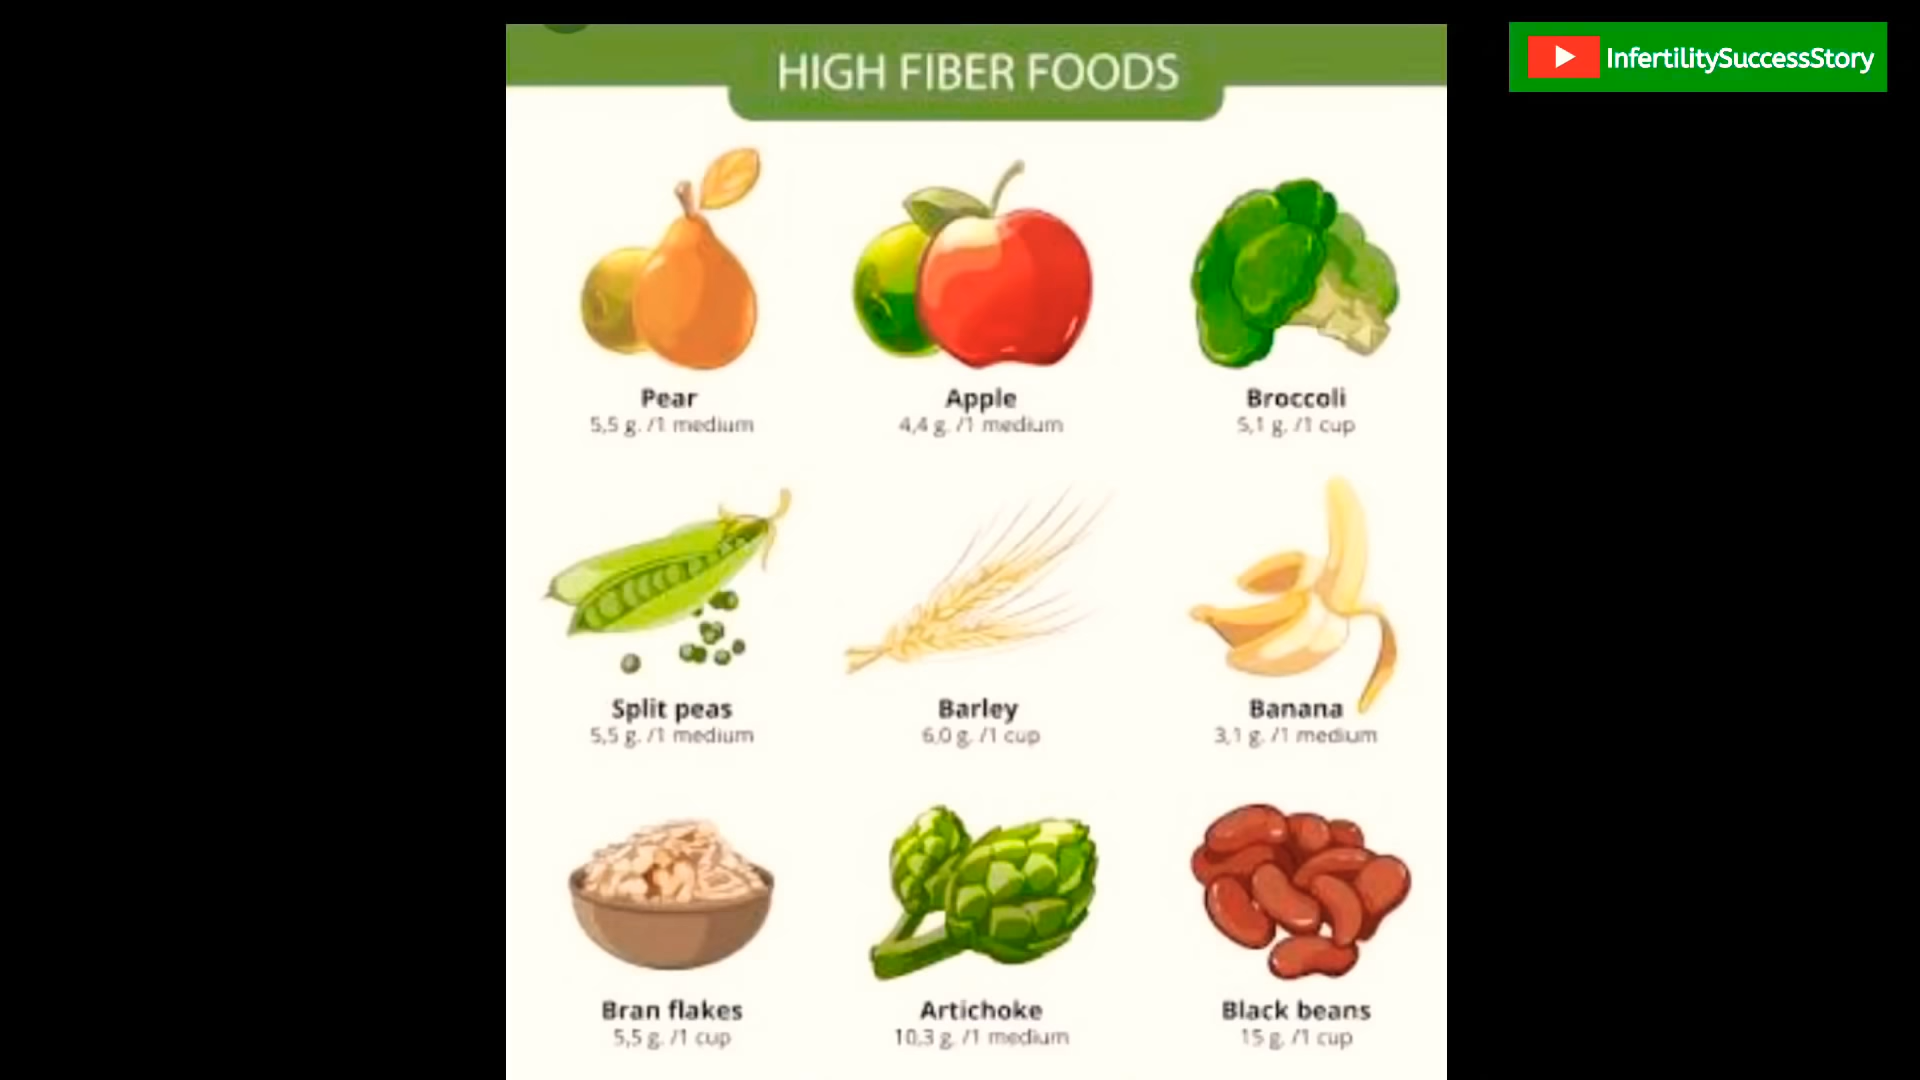 HIGH FIBER FOODS
InfertilitySuccessStory
Pear
5,5 g. /1 medium
Apple
4,4 g. /1 medium
Broccoli
5,1 g. /1 cup
Split peas
5,5 g. /1 medium
Barley
6,0 g. /1 cup
Banana
3,1 g. /1 medium
Bran flakes
5,5 g. /1 cup
Artichoke
10,3 g. /1 medium
Black beans
15 g. /1 cup